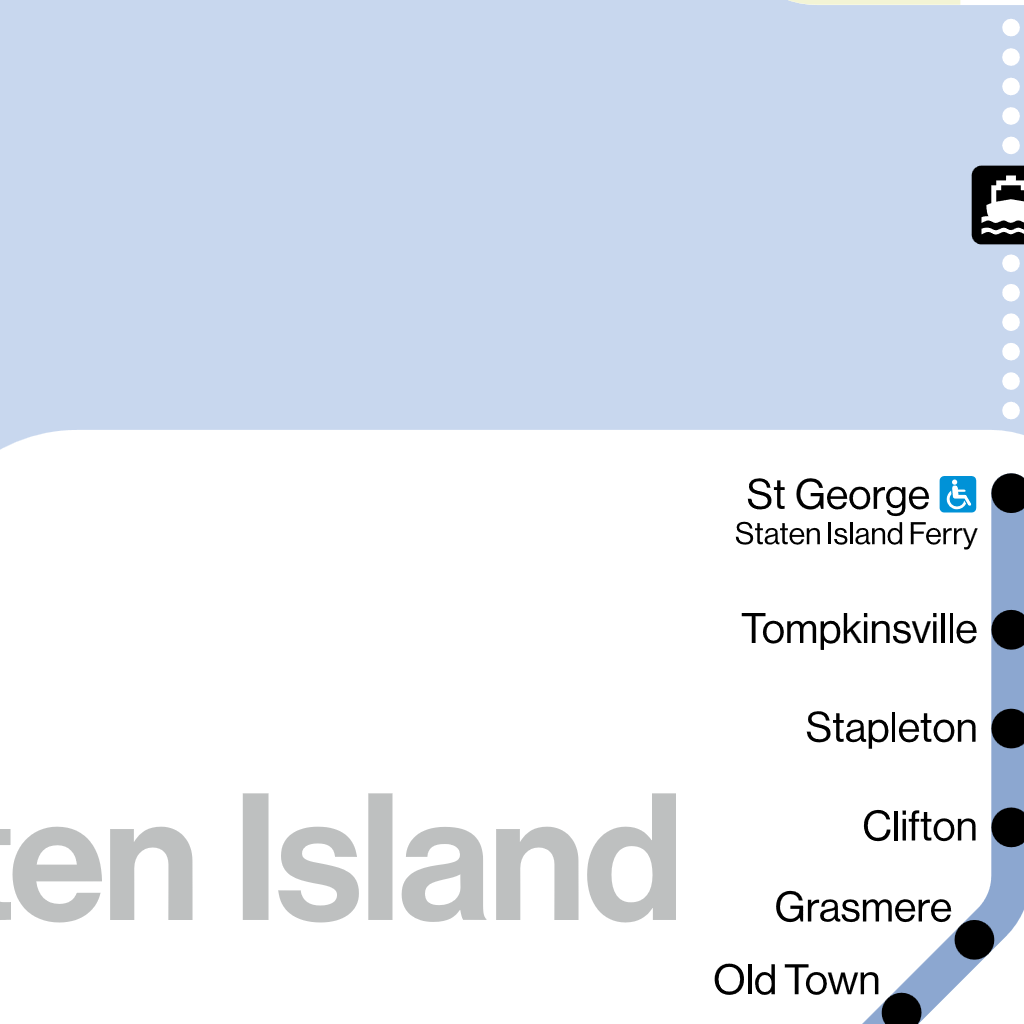 St George
Staten Island Ferry
Tompkinsville
Stapleton
Clifton
ten Island
Grasmere
Old Town